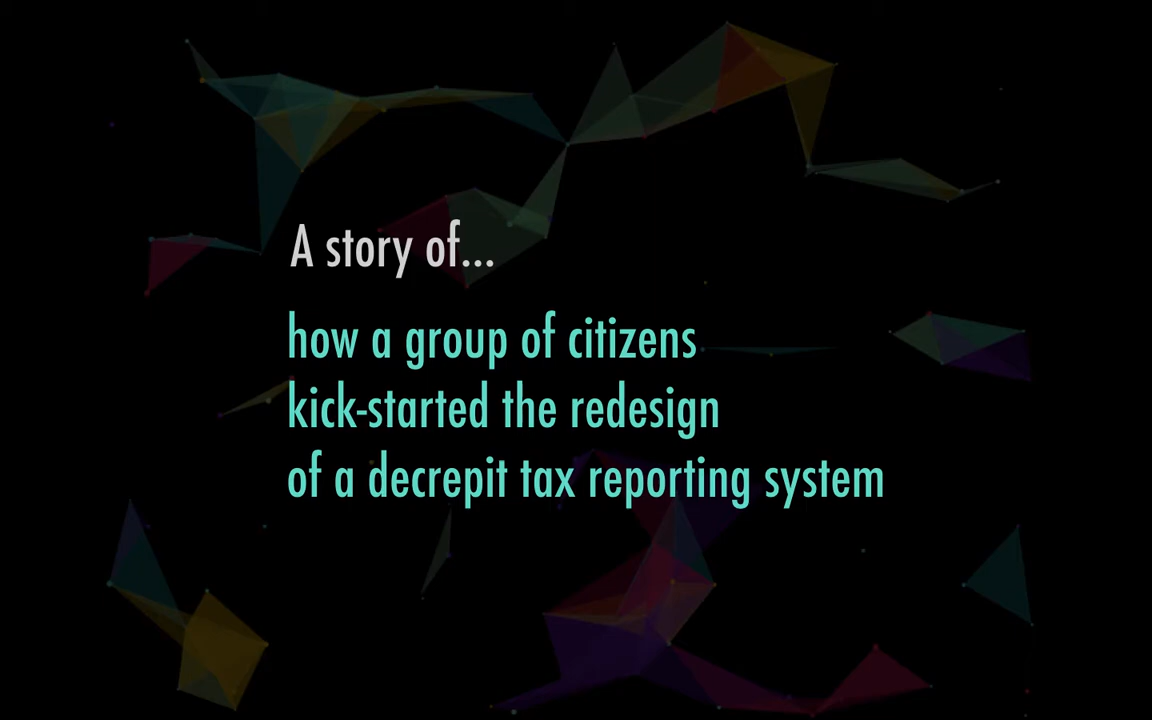 A story of...
how a group of citizens
kick-started the redesign
of a decrepit tax reporting system